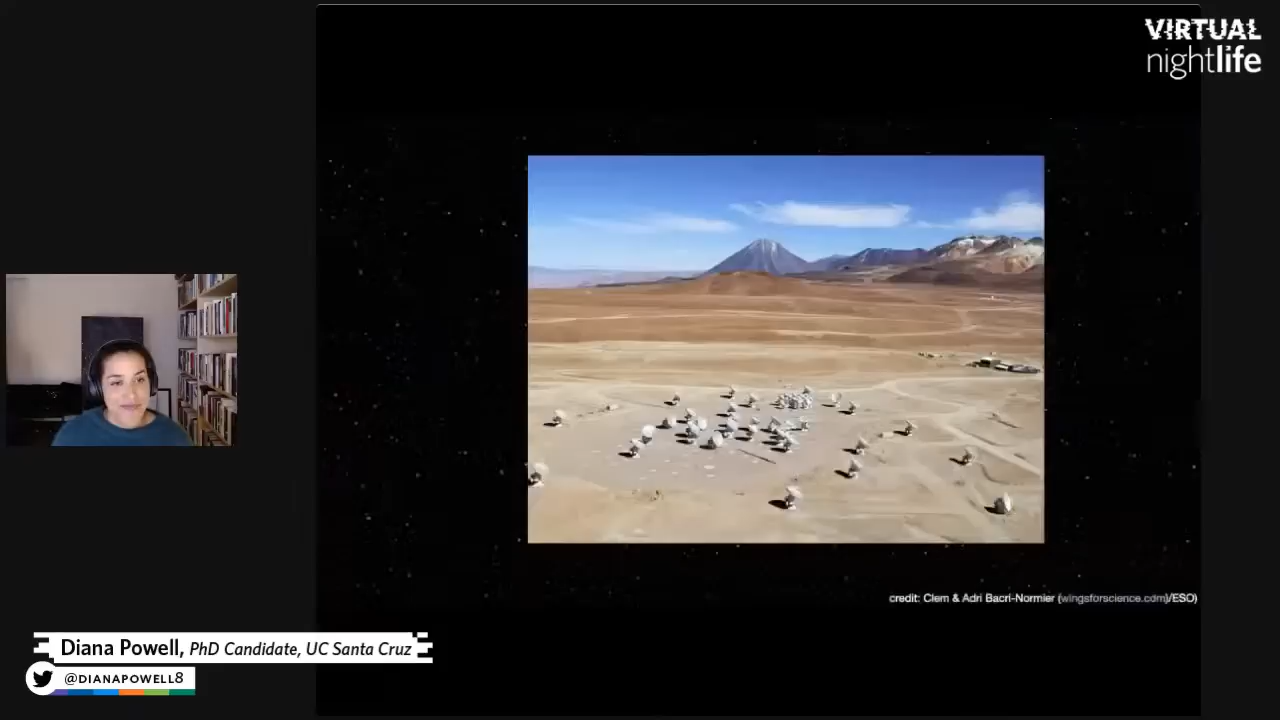 VIRTUAL
nightlife
credit: Clem & Adri Bacri-Normier (wingsforscience.com)/ESO)
Diana Powell, PhD Candidate, UC Santa Cruz
@DIANAPOWELL8